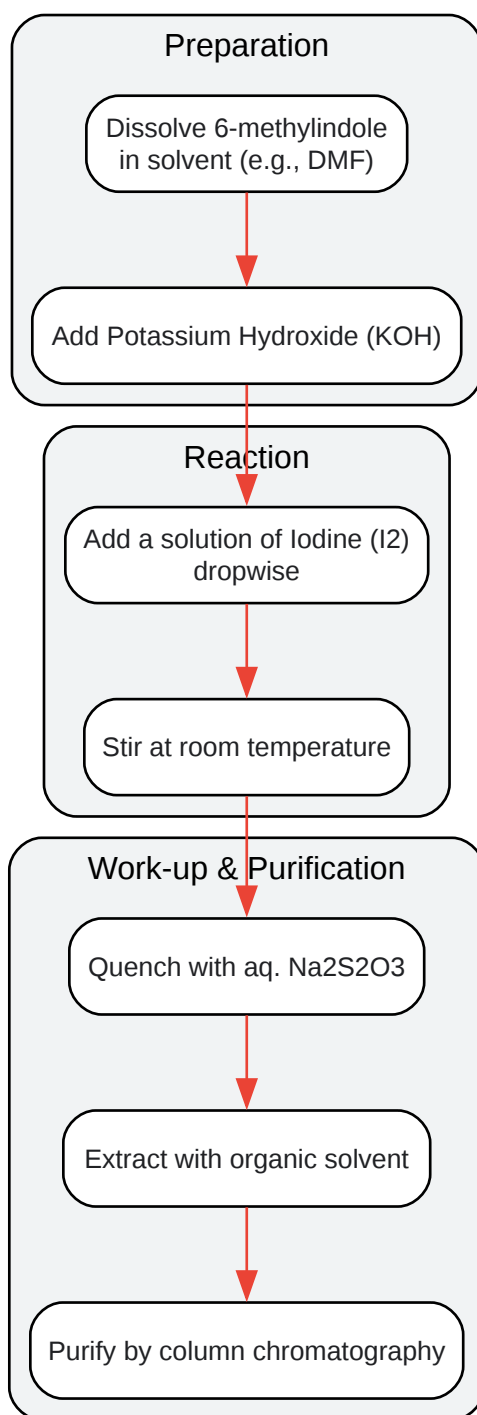 Preparation
Dissolve 6-methylindole
in solvent (e.g., DMF)
Add Potassium Hydroxide (KOH)
Reaction
Add a solution of Iodine (I2)
dropwise
Stir at room temperature
Work-up & Purification
Quench with aq. Na2S2O3
Extract with organic solvent
Purify by column chromatography